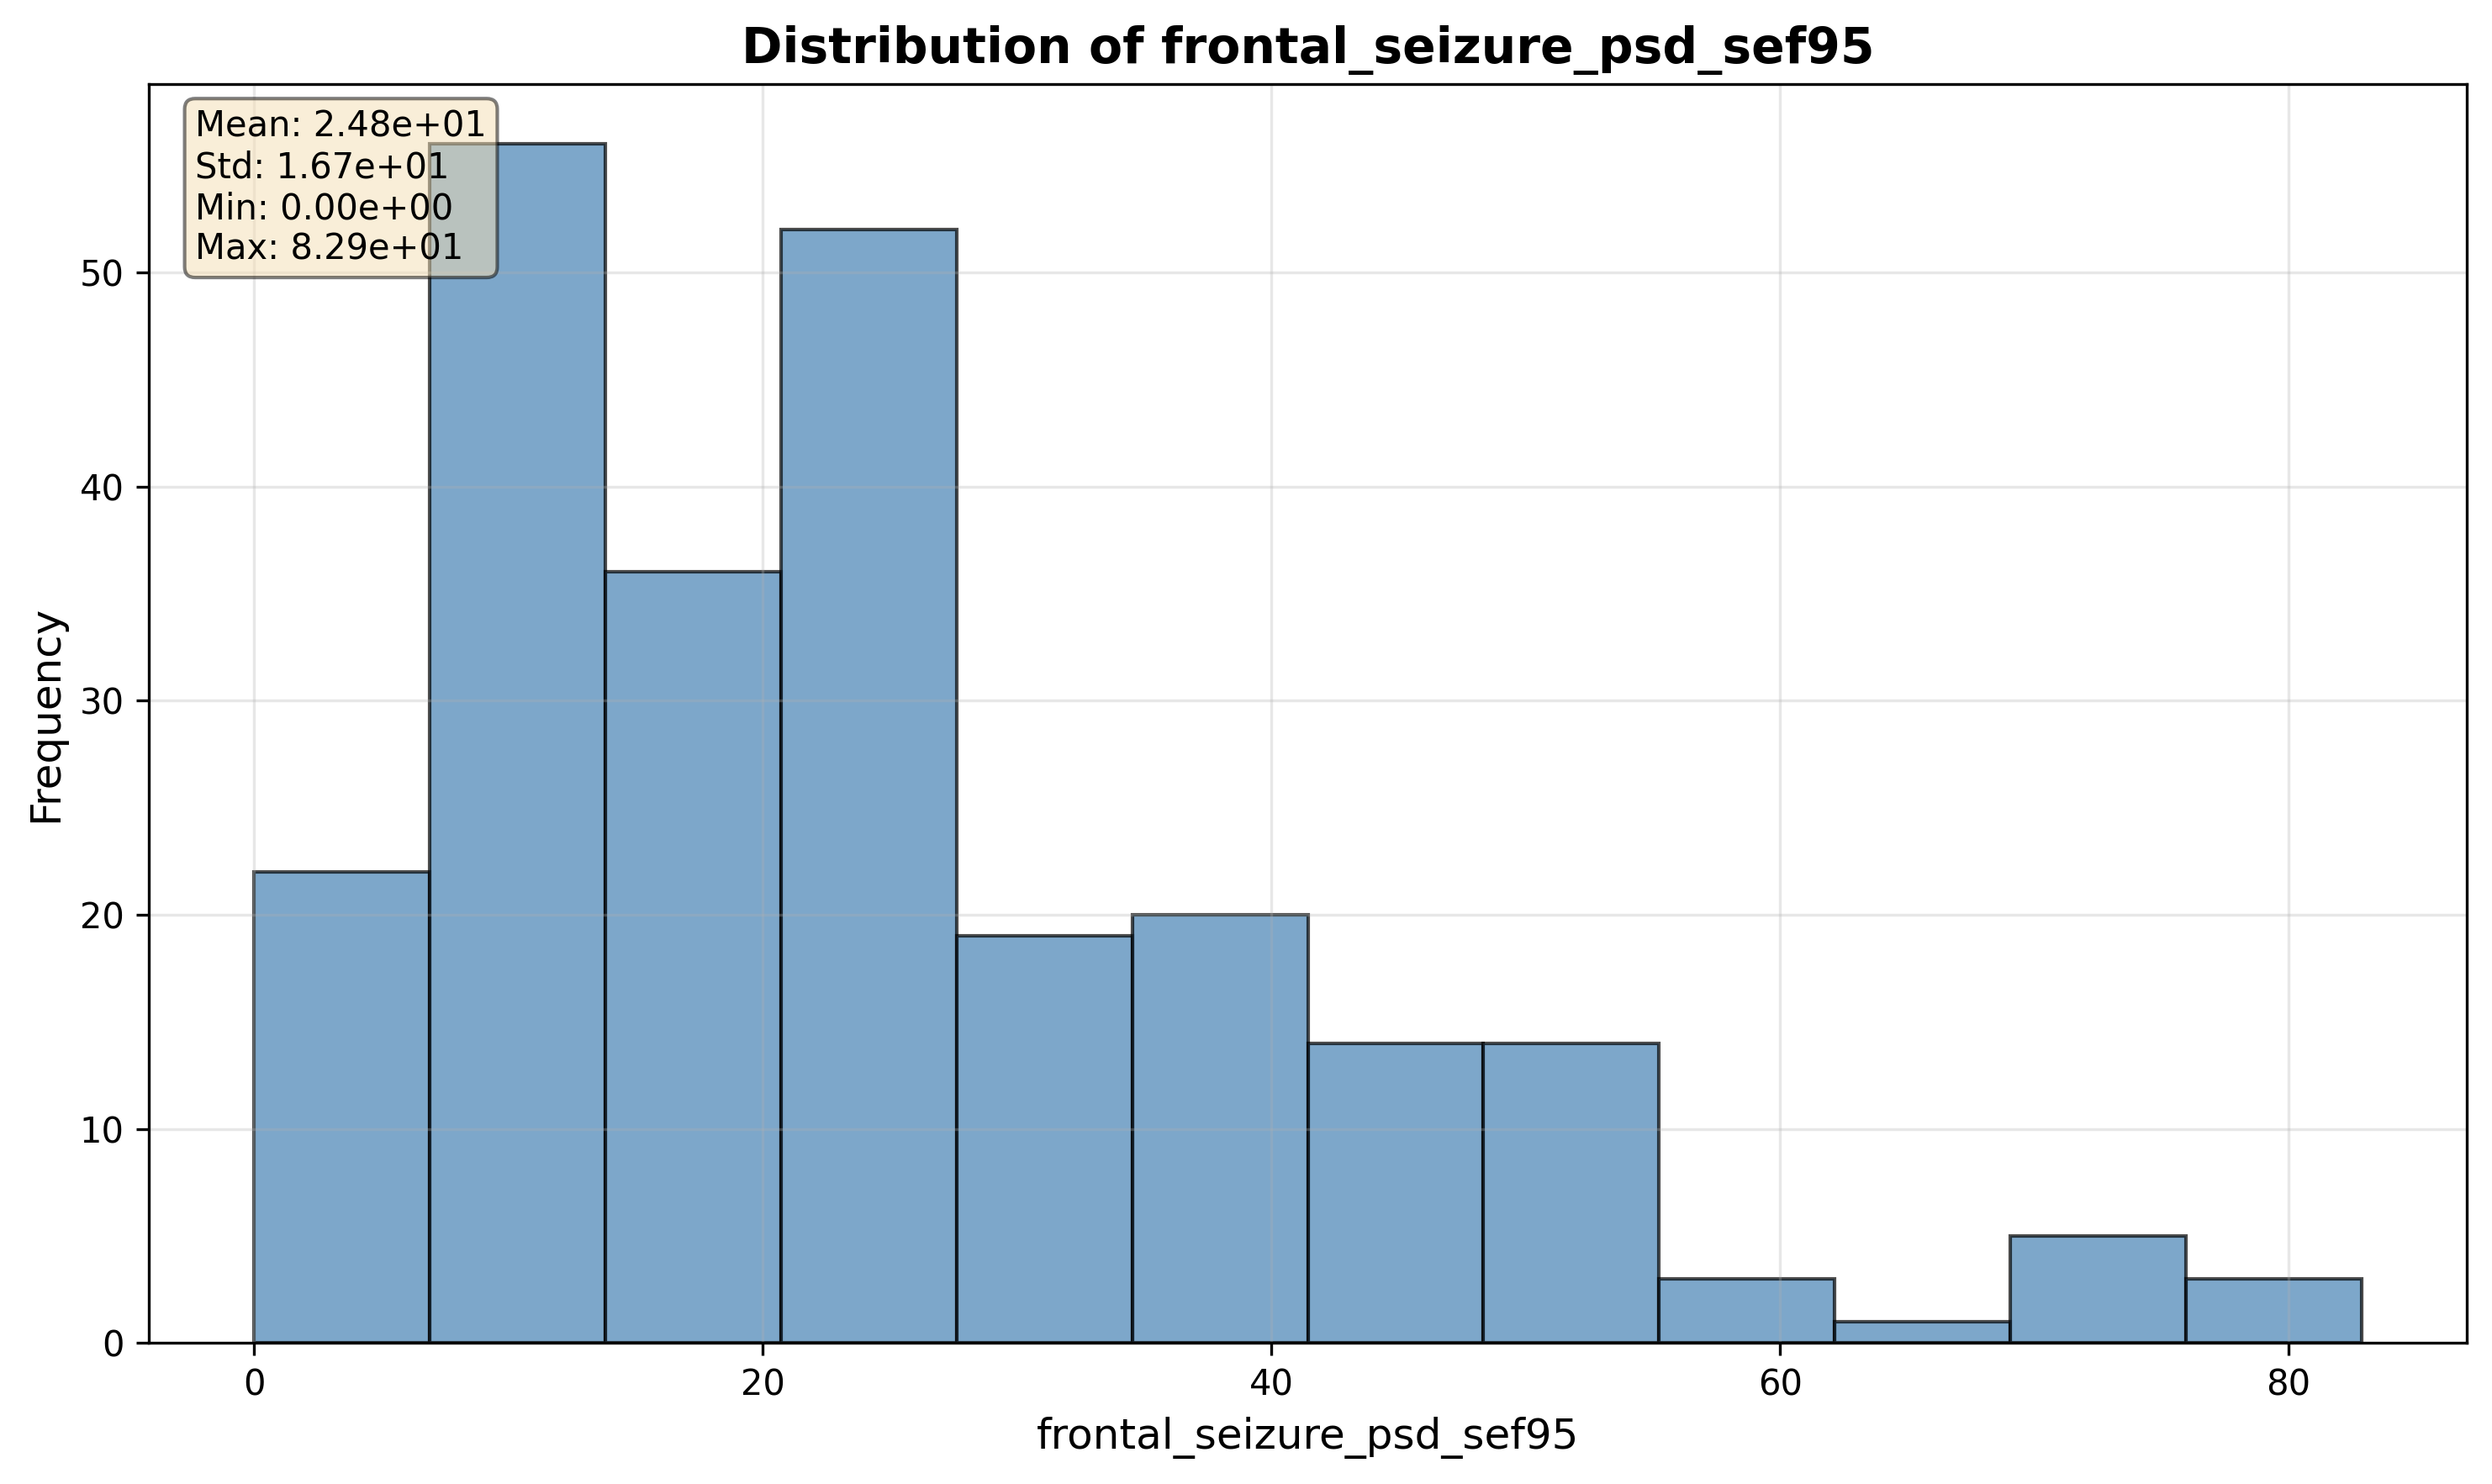 Distribution of frontal_seizure_psd_sef95
Mean: 2.48e+01
Std: 1.67e+01
Min: 0.00e+00
Max: 8.29e+01
50
40
30
20
10
0
Frequency
0 20 40 60 80
frontal_seizure_psd_sef95